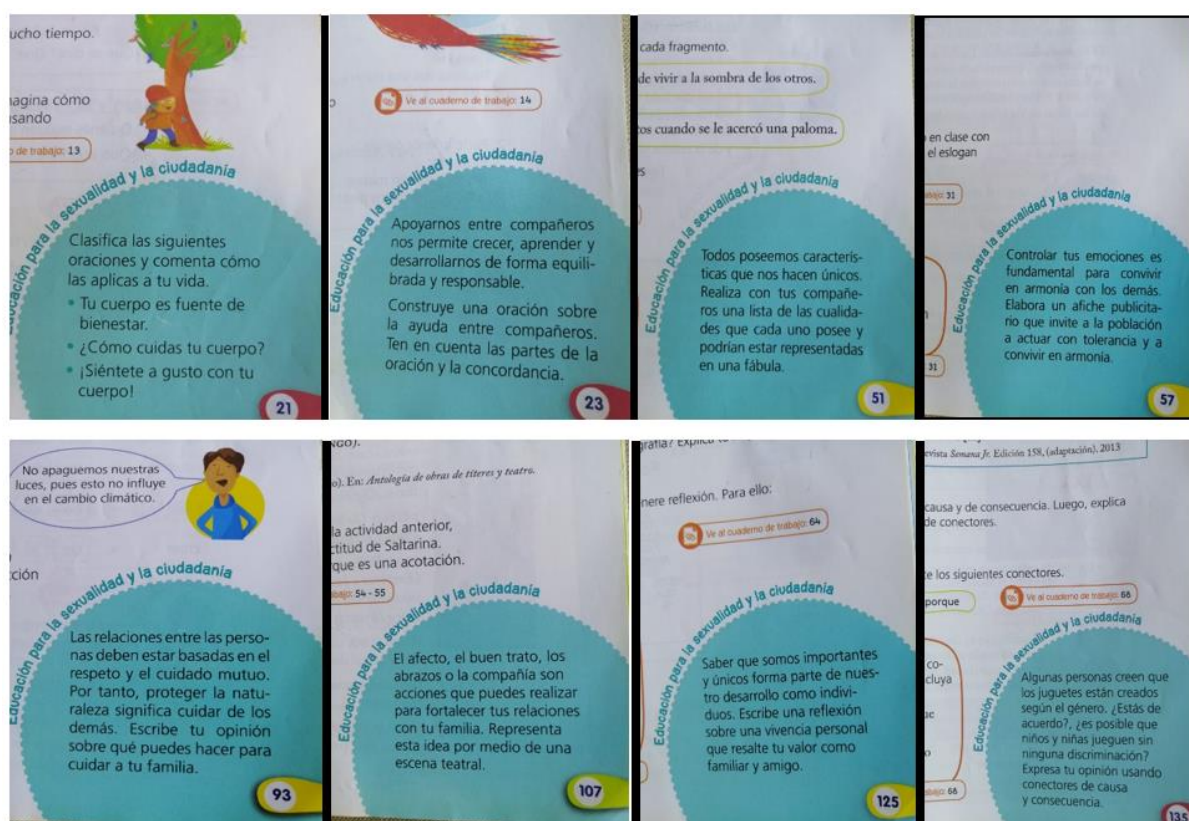 ucho tiempo.
agina cómo
sando
de trabajo: 13
Educación para la sexualidad y la ciudadanía
Clasifica las siguientes
oraciones y comenta cómo
las aplicas a tu vida.
• Tu cuerpo es fuente de
bienestar.
• ¿Cómo cuidas tu cuerpo?
• ¡Siéntete a gusto con tu
cuerpo!
21
Ve al cuaderno de trabajo: 14
Educación para la sexualidad y la ciudadanía
Apoyarnos entre compañeros
nos permite crecer, aprender y
desarrollarnos de forma equili-
brada y responsable.
Construye una oración sobre
la ayuda entre compañeros.
Ten en cuenta las partes de la
oración y la concordancia.
23
cada fragmento.
de vivir a la sombra de los otros.
os cuando se le acercó una paloma.
es
Educación para la sexualidad y la ciudadanía
Todos poseemos caracterís-
ticas que nos hacen únicos.
Realiza con tus compañe-
ros una lista de las cualida-
des que cada uno posee y
podrían estar representadas
en una fábula.
51
en clase con
el eslogan
abajo: 31
Educación para la sexualidad y la ciudadanía
Controlar tus emociones es
fundamental para convivir
en armonía con los demás.
Elabora un afiche publicita-
rio que invite a la población
a actuar con tolerancia y a
convivir en armonía.
31
57
No apaguemos nuestras
luces, pues esto no influye
en el cambio climático.
ción
Educación para la sexualidad y la ciudadanía
Las relaciones entre las perso-
nas deben estar basadas en el
respeto y el cuidado mutuo.
Por tanto, proteger la natu-
raleza significa cuidar de los
demás. Escribe tu opinión
sobre qué puedes hacer para
cuidar a tu familia.
93
NGO).
o). En: Antología de obras de títeres y teatro.
la actividad anterior,
ctitud de Saltarina.
que es una acotación.
abajo: 54 - 55
Educación para la sexualidad y la ciudadanía
El afecto, el buen trato, los
abrazos o la compañía son
acciones que puedes realizar
para fortalecer tus relaciones
con tu familia. Representa
esta idea por medio de una
escena teatral.
107
grafía? Explica
nere reflexión. Para ello:
Ve al cuaderno de trabajo: 64
Educación para la sexualidad y la ciudadanía
Saber que somos importantes
y únicos forma parte de nues-
tro desarrollo como indivi-
duos. Escribe una reflexión
sobre una vivencia personal
que resalte tu valor como
familiar y amigo.
125
evista Semana Jr. Edición 158, (adaptación), 2013
causa y de consecuencia. Luego, explica
de conectores.
te los siguientes conectores.
porque
Ve al cuaderno de trabajo: 68
co-
cluya
Educación para la sexualidad y la ciudadanía
Algunas personas creen que
los juguetes están creados
según el género. ¿Estás de
acuerdo?, ¿es posible que
niños y niñas jueguen sin
ninguna discriminación?
Expresa tu opinión usando
conectores de causa
y consecuencia.
abajo: 68
135